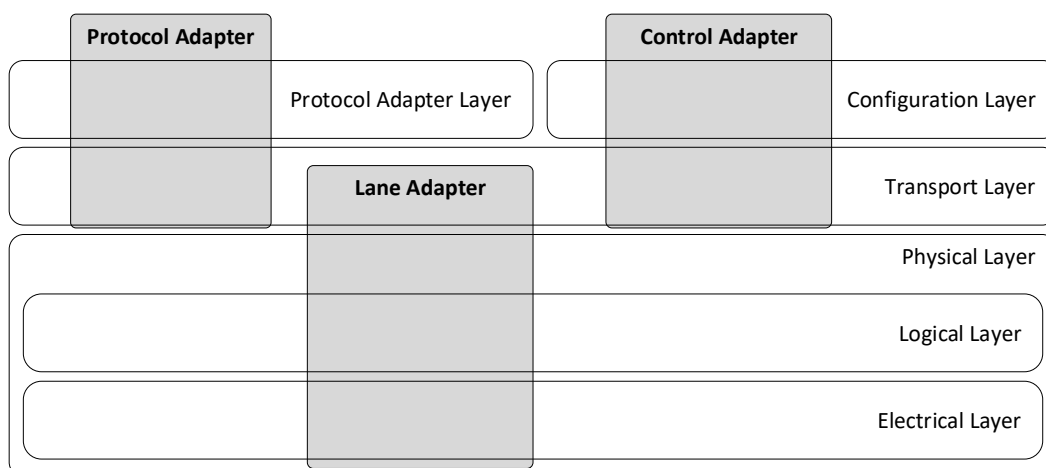 Protocol Adapter
Control Adapter
Protocol Adapter Layer
Configuration Layer
Lane Adapter
Transport Layer
Physical Layer
Logical Layer
Electrical Layer